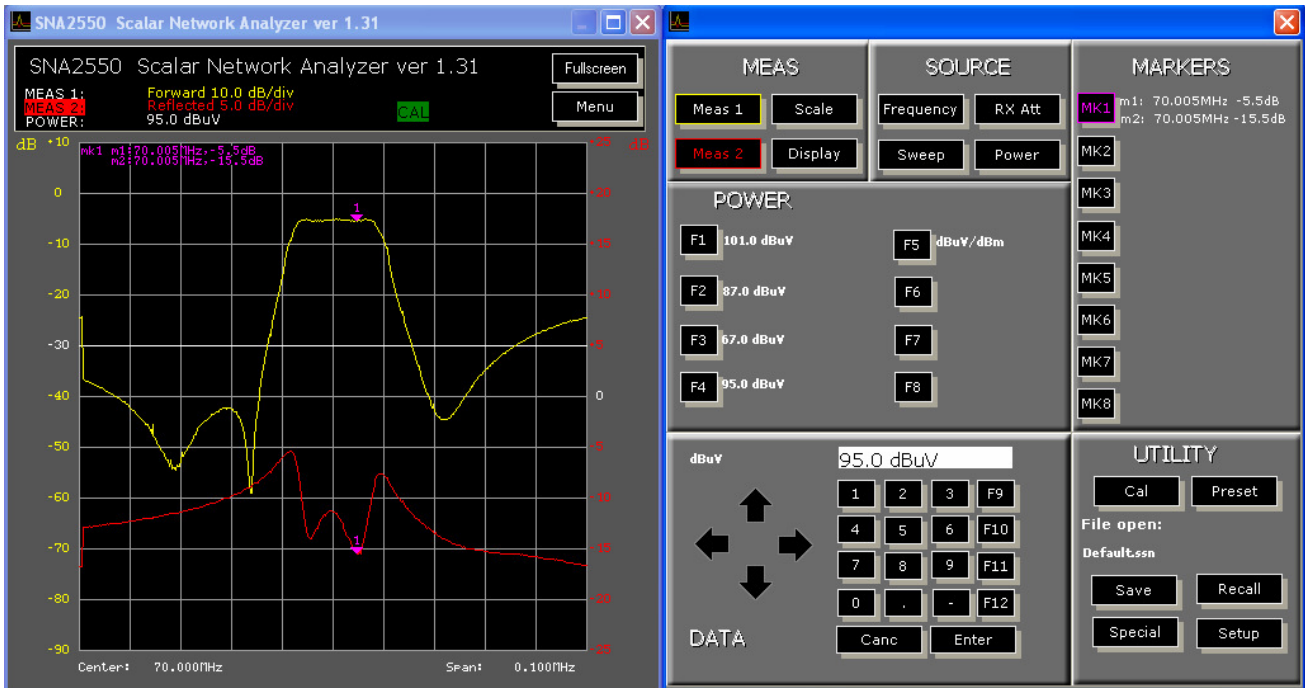 SNA2550 Scalar Network Analyzer ver 1.31
SNA2550 Scalar Network Analyzer ver 1.31
Fullscreen
MEAS 1: Forward 10.0 dB/div
MEAS 2: Reflected 5.0 dB/div
POWER: 95.0 dBuV
CAL
Menu
dB +10
+25 dB
mk1 m1:70.005MHz,-5.5dB
m2:70.005MHz,-15.5dB
0
+20
1
-10
+15
-20
+10
-30
+5
-40
0
-50
-5
-60
-10
-70
1
-15
-80
-20
-90
-25
Center: 70.000MHz
Span: 0.100MHz
MEAS
Meas 1
Scale
Meas 2
Display
SOURCE
Frequency
RX Att
Sweep
Power
MARKERS
MK1 m1: 70.005MHz -5.5dB
m2: 70.005MHz -15.5dB
MK2
MK3
MK4
MK5
MK6
MK7
MK8
POWER
F1 101.0 dBuV
F5 dBuV/dBm
F2 87.0 dBuV
F6
F3 67.0 dBuV
F7
F4 95.0 dBuV
F8
dBuV
95.0 dBuV
1 2 3 F9
4 5 6 F10
7 8 9 F11
0 . - F12
DATA
Canc
Enter
UTILITY
Cal
Preset
File open:
Default.ssn
Save
Recall
Special
Setup